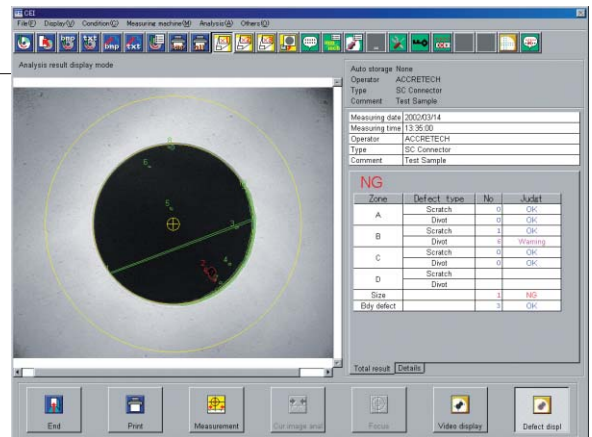 CEI
File(F) Display(V) Condition(C) Measuring machine(M) Analysis(A) Others(O)
Analysis result display mode
Auto storage None
Operator ACCRETECH
Type SC Connector
Comment Test Sample
Measuring date 2002/03/14
Measuring time 13:35:00
Operator ACCRETECH
Type SC Connector
Comment Test Sample
NG
Zone Defect type No Judgt
A Scratch 0 OK
Divot 0 OK
B Scratch 1 OK
Divot 6 Warning
C Scratch 0 OK
Divot 0 OK
D Scratch
Divot
Size 1 NG
Bdy defect 3 OK
Total result Details
End Print Measurement Cur image anal Focus Video display Defect displ